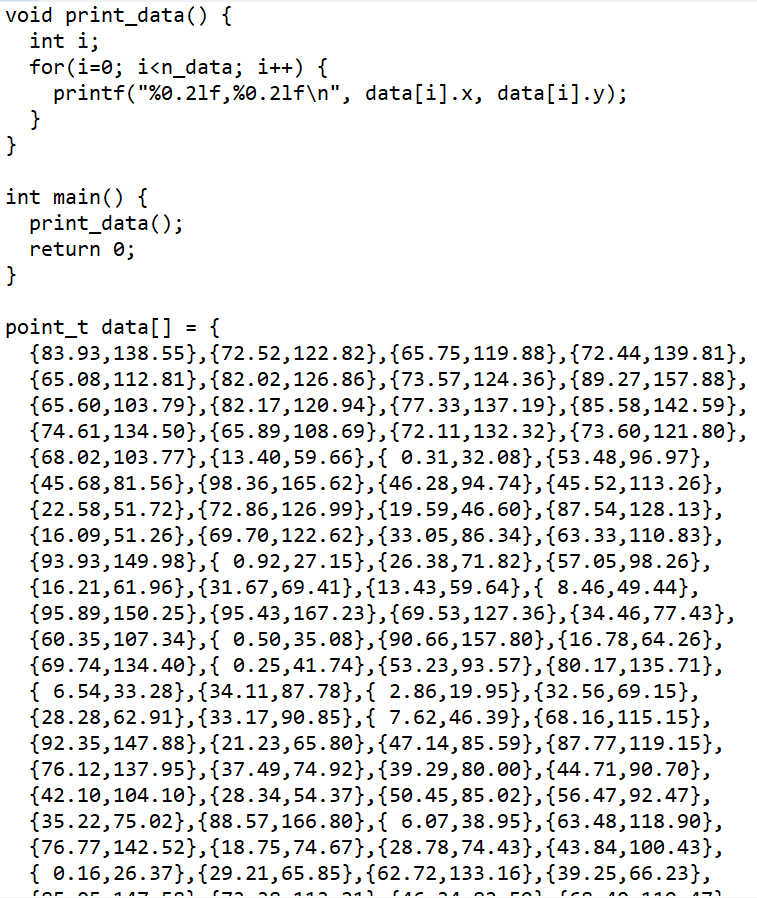 void print_data() {
  int i;
  for(i=0; i<n_data; i++) {
    printf("%0.2lf,%0.2lf\n", data[i].x, data[i].y);
  }
}

int main() {
  print_data();
  return 0;
}

point_t data[] = {
  {83.93,138.55},{72.52,122.82},{65.75,119.88},{72.44,139.81},
  {65.08,112.81},{82.02,126.86},{73.57,124.36},{89.27,157.88},
  {65.60,103.79},{82.17,120.94},{77.33,137.19},{85.58,142.59},
  {74.61,134.50},{65.89,108.69},{72.11,132.32},{73.60,121.80},
  {68.02,103.77},{13.40,59.66},{ 0.31,32.08},{53.48,96.97},
  {45.68,81.56},{98.36,165.62},{46.28,94.74},{45.52,113.26},
  {22.58,51.72},{72.86,126.99},{19.59,46.60},{87.54,128.13},
  {16.09,51.26},{69.70,122.62},{33.05,86.34},{63.33,110.83},
  {93.93,149.98},{ 0.92,27.15},{26.38,71.82},{57.05,98.26},
  {16.21,61.96},{31.67,69.41},{13.43,59.64},{ 8.46,49.44},
  {95.89,150.25},{95.43,167.23},{69.53,127.36},{34.46,77.43},
  {60.35,107.34},{ 0.50,35.08},{90.66,157.80},{16.78,64.26},
  {69.74,134.40},{ 0.25,41.74},{53.23,93.57},{80.17,135.71},
  { 6.54,33.28},{34.11,87.78},{ 2.86,19.95},{32.56,69.15},
  {28.28,62.91},{33.17,90.85},{ 7.62,46.39},{68.16,115.15},
  {92.35,147.88},{21.23,65.80},{47.14,85.59},{87.77,119.15},
  {76.12,137.95},{37.49,74.92},{39.29,80.00},{44.71,90.70},
  {42.10,104.10},{28.34,54.37},{50.45,85.02},{56.47,92.47},
  {35.22,75.02},{88.57,166.80},{ 6.07,38.95},{63.48,118.90},
  {76.77,142.52},{18.75,74.67},{28.78,74.43},{43.84,100.43},
  { 0.16,26.37},{29.21,65.85},{62.72,133.16},{39.25,66.23},